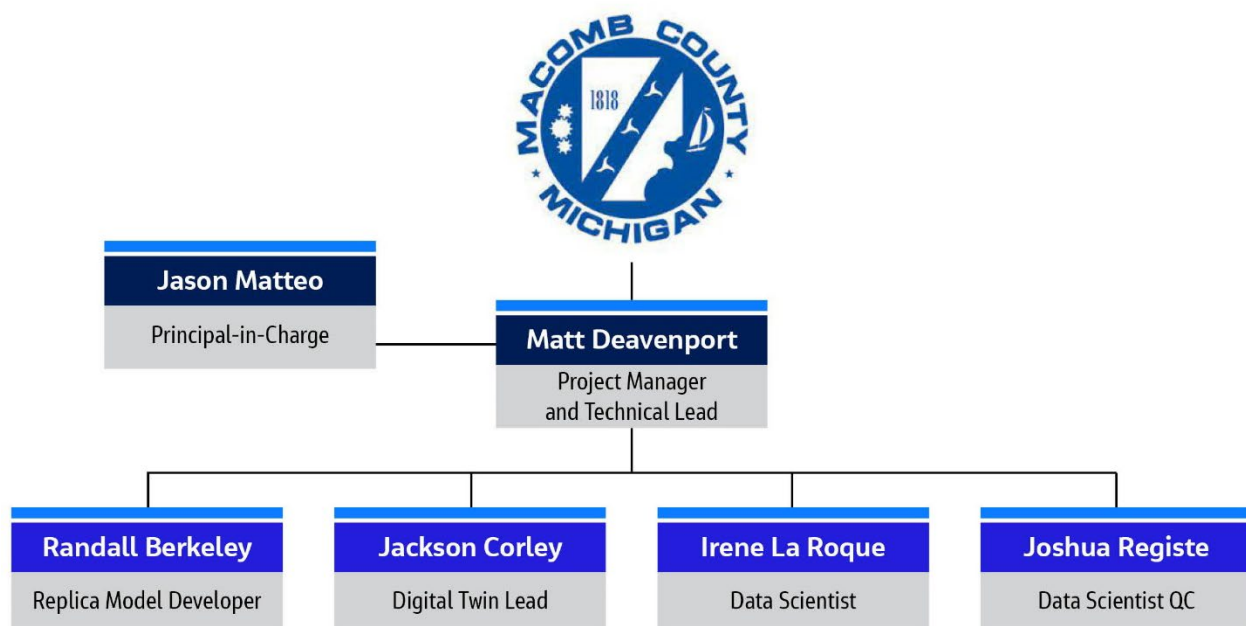 MACOMB COUNTY
MICHIGAN
1818
Jason Matteo
Principal-in-Charge
Matt Deavenport
Project Manager
and Technical Lead
Randall Berkeley
Replica Model Developer
Jackson Corley
Digital Twin Lead
Irene La Roque
Data Scientist
Joshua Registe
Data Scientist QC